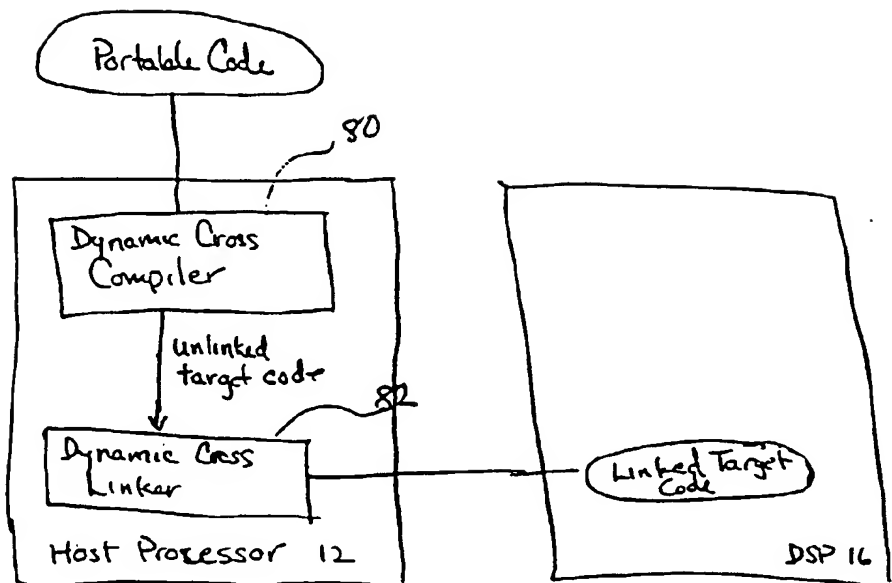 Portable Code
80
Dynamic Cross
Compiler
unlinked
target code
82
Dynamic Cross
Linker
Linked Target
Code
Host Processor 12
DSP 16